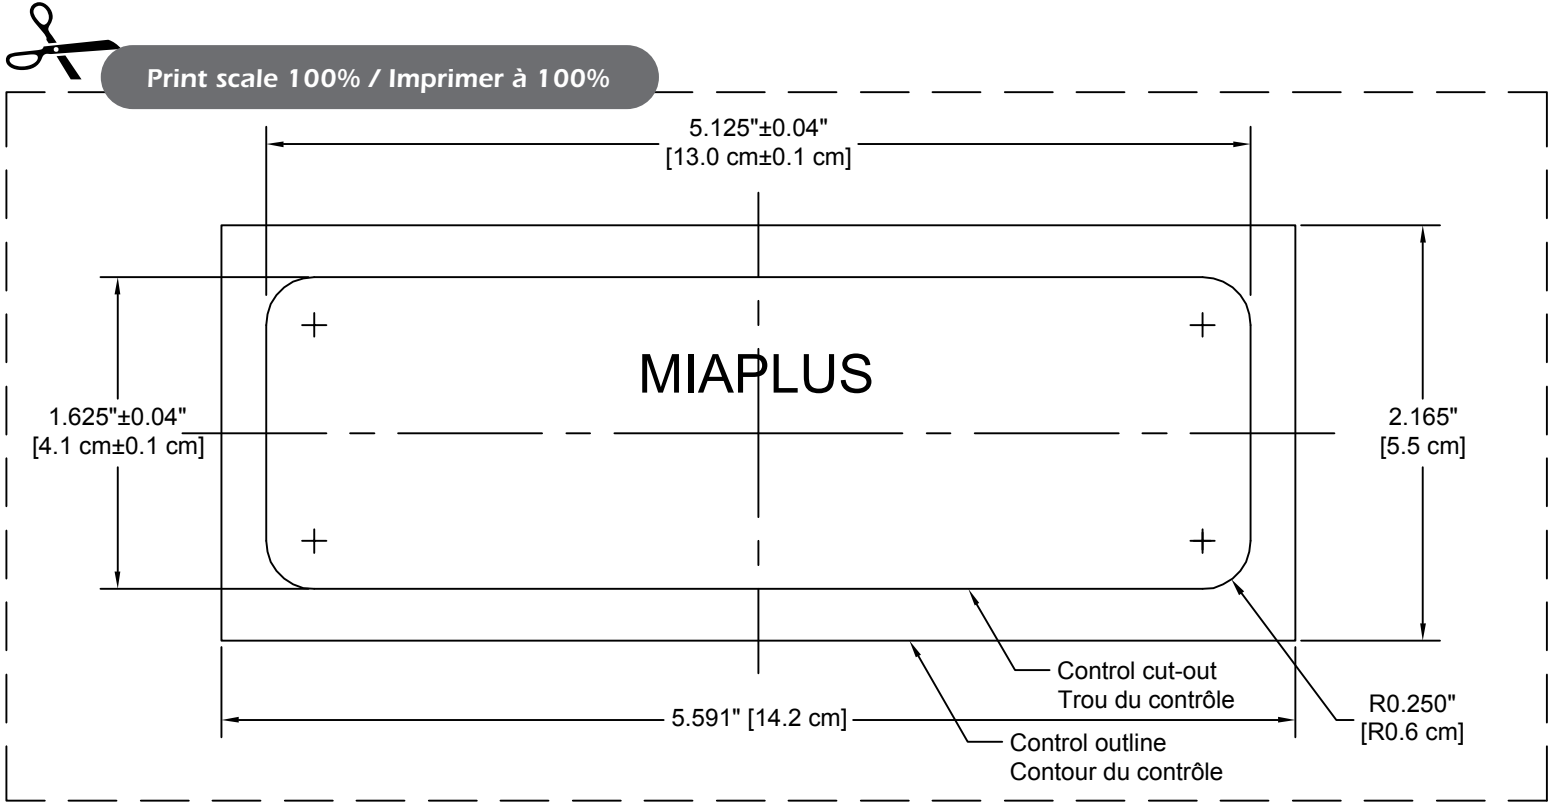 Print scale 100% / Imprimer à 100%
5.125"±0.04"
[13.0 cm±0.1 cm]
MIAPLUS
1.625"±0.04"
[4.1 cm±0.1 cm]
2.165"
[5.5 cm]
Control cut-out
Trou du contrôle
5.591" [14.2 cm]
R0.250"
[R0.6 cm]
Control outline
Contour du contrôle